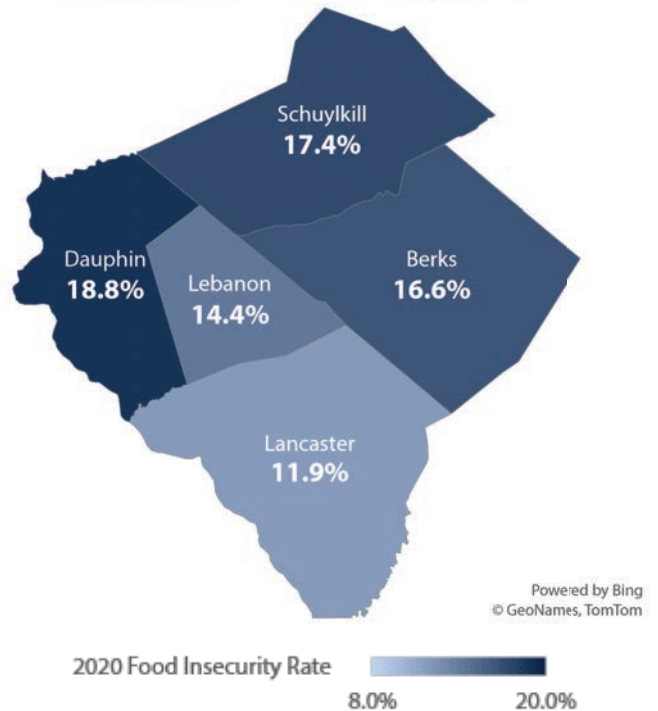 Schuylkill
17.4%
Dauphin
18.8%
Lebanon
14.4%
Berks
16.6%
Lancaster
11.9%
Powered by Bing
© GeoNames, TomTom
2020 Food Insecurity Rate
8.0%
20.0%